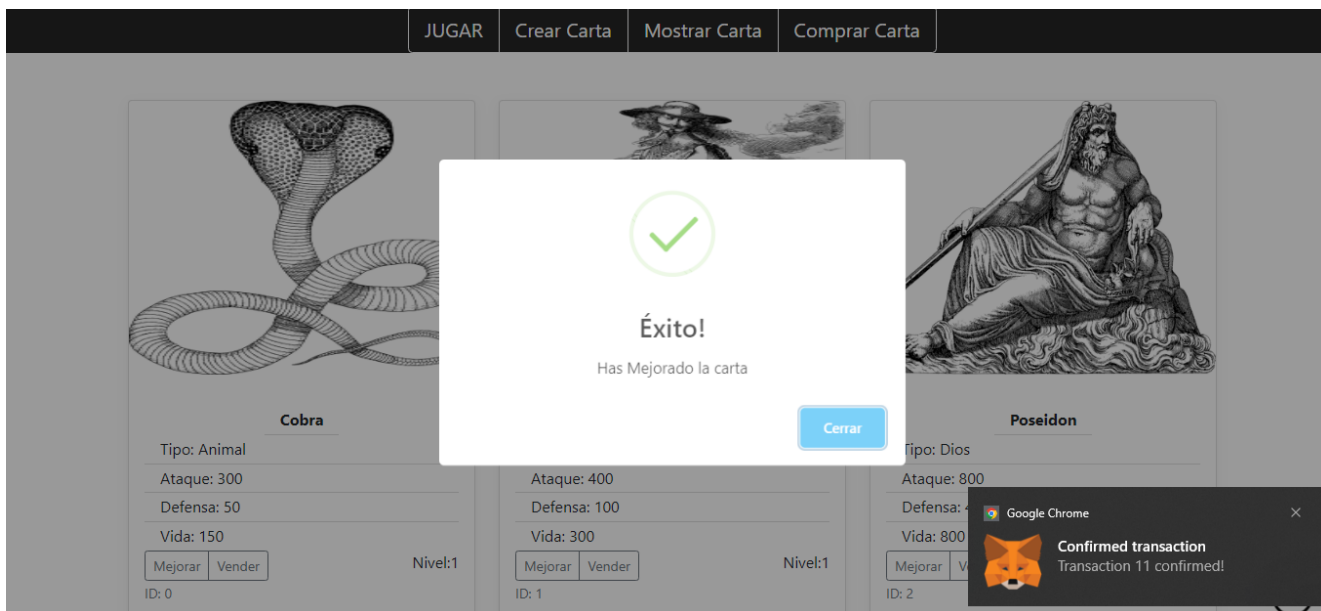 JUGAR Crear Carta Mostrar Carta Comprar Carta
Éxito!
Has Mejorado la carta
Cerrar
Cobra
Tipo: Animal
Ataque: 300
Defensa: 50
Vida: 150
Mejorar Vender Nivel:1
ID: 0
Ataque: 400
Defensa: 100
Vida: 300
Mejorar Vender Nivel:1
ID: 1
Poseidon
Tipo: Dios
Ataque: 800
Defensa:
Vida: 800
Mejorar
ID: 2
Google Chrome
Confirmed transaction
Transaction 11 confirmed!